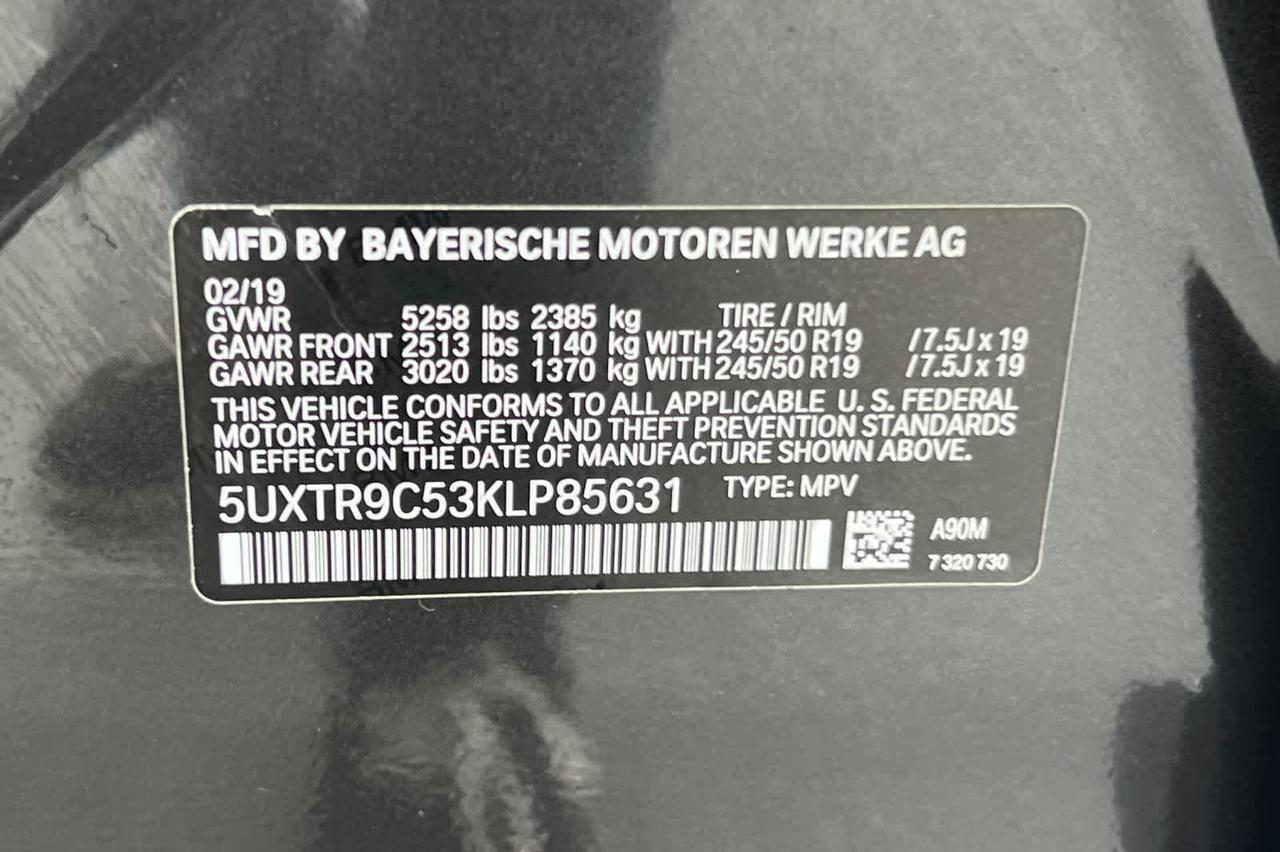 MFD BY BAYERISCHE MOTOREN WERKE AG
02/19
GVWR 5258 lbs 2385 kg TIRE / RIM
GAWR FRONT 2513 lbs 1140 kg WITH 245/50 R19 /7.5J x 19
GAWR REAR 3020 lbs 1370 kg WITH 245/50 R19 /7.5J x 19
THIS VEHICLE CONFORMS TO ALL APPLICABLE U. S. FEDERAL
MOTOR VEHICLE SAFETY AND THEFT PREVENTION STANDARDS
IN EFFECT ON THE DATE OF MANUFACTURE SHOWN ABOVE.
5UXTR9C53KLP85631 TYPE: MPV
A90M
7 320 730